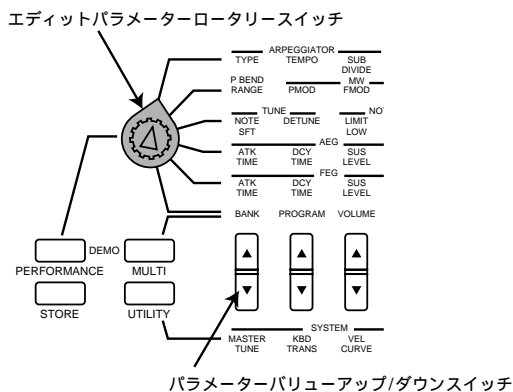 エディットパラメーターロータリースイッチ
ARPEGGIATOR
TYPE TEMPO SUB DIVIDE
P BEND RANGE PMOD MW FMOD
TUNE NO
NOTE SFT DETUNE LIMIT LOW
AEG
ATK TIME DCY TIME SUS LEVEL
FEG
ATK TIME DCY TIME SUS LEVEL
BANK PROGRAM VOLUME
DEMO
PERFORMANCE MULTI
STORE UTILITY
SYSTEM
MASTER TUNE KBD TRANS VEL CURVE
パラメーターバリューアップ/ダウンスイッチ